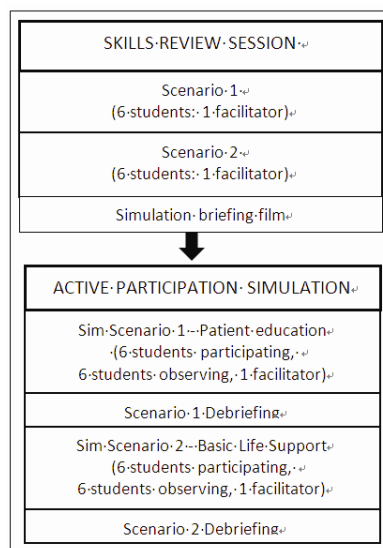 SKILLS REVIEW SESSION
Scenario 1
(6 students: 1 facilitator)
Scenario 2
(6 students: 1 facilitator)
Simulation briefing film
ACTIVE PARTICIPATION SIMULATION
Sim Scenario 1 – Patient education
(6 students participating,
6 students observing, 1 facilitator)
Scenario 1 Debriefing
Sim Scenario 2 – Basic Life Support
(6 students participating,
6 students observing, 1 facilitator)
Scenario 2 Debriefing